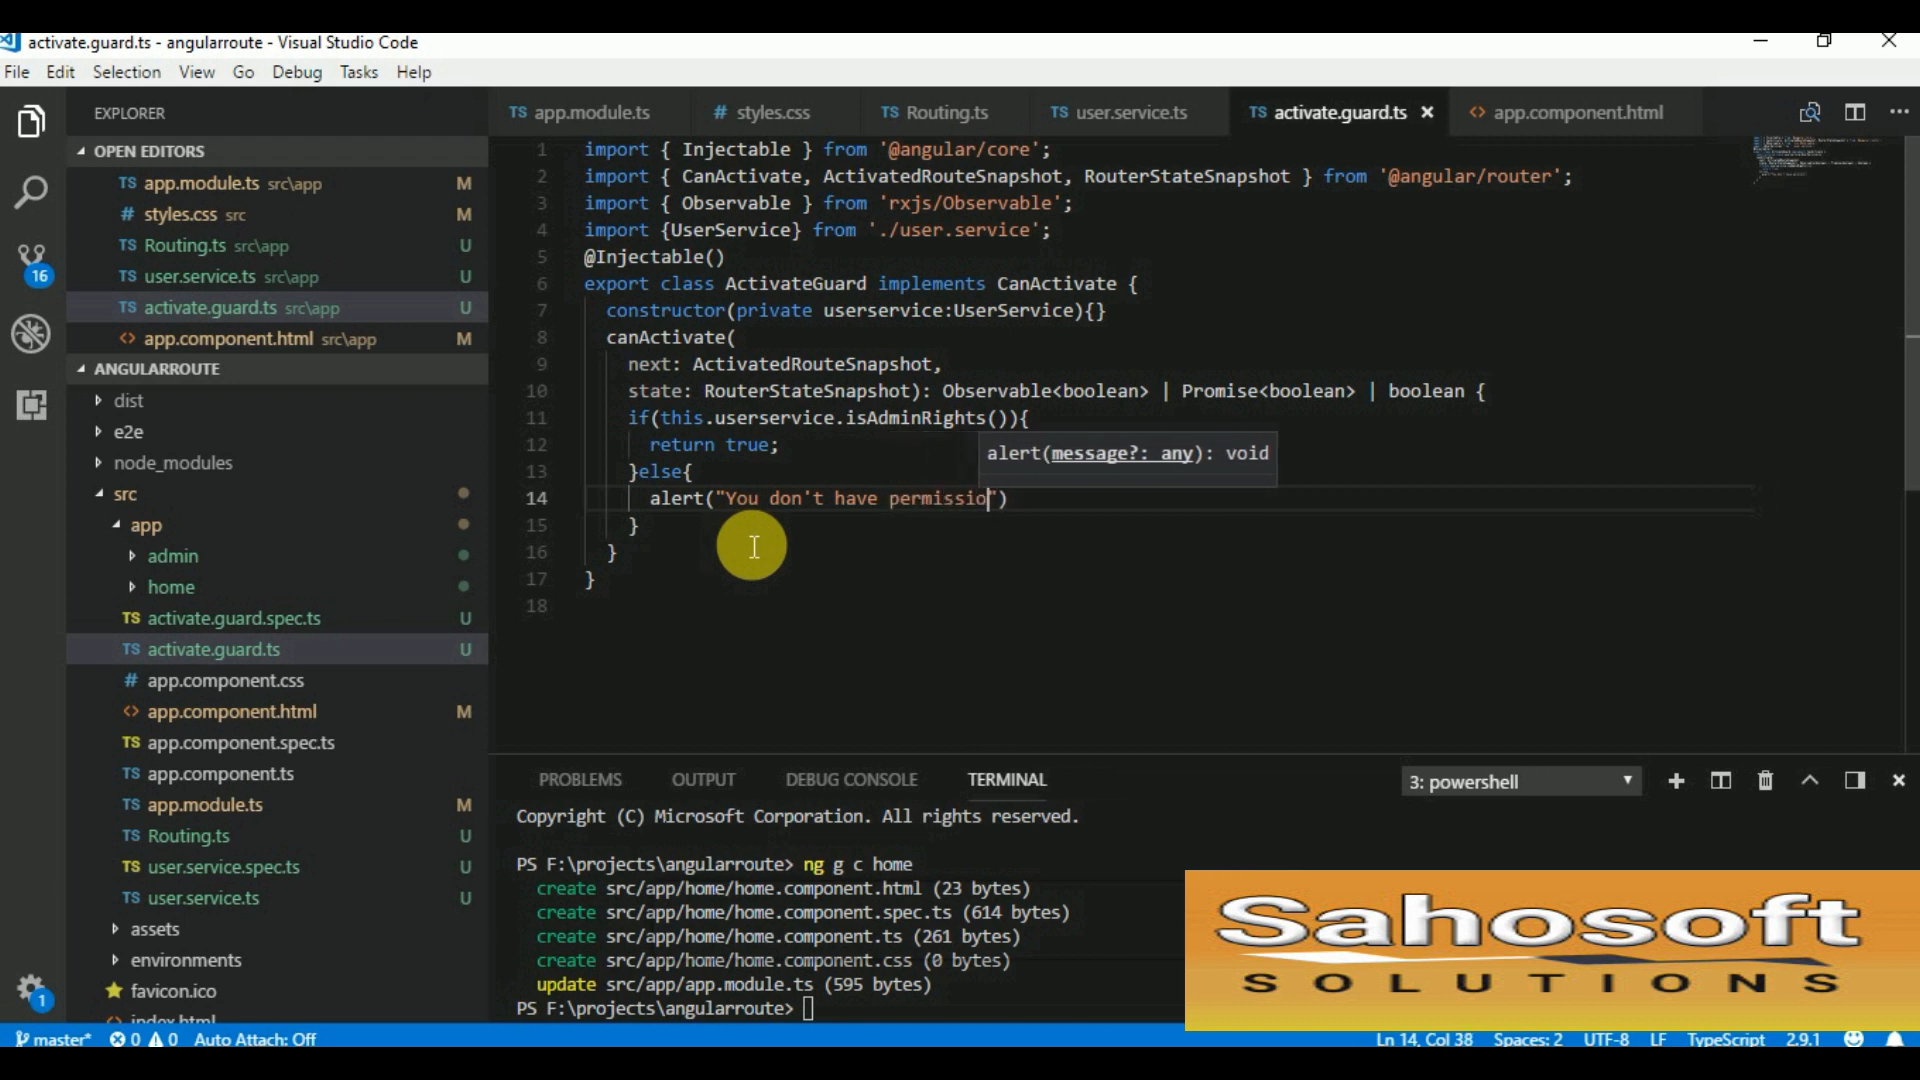 activate.guard.ts - angularroute - Visual Studio Code
File Edit Selection View Go Debug Tasks Help
EXPLORER
OPEN EDITORS
TS app.module.ts src\app M
# styles.css src M
TS Routing.ts src\app U
TS user.service.ts src\app U
TS activate.guard.ts src\app U
<> app.component.html src\app M
ANGULARROUTE
dist
e2e
node_modules
src
app
admin
home
TS activate.guard.spec.ts U
TS activate.guard.ts U
# app.component.css
<> app.component.html M
TS app.component.spec.ts
TS app.component.ts
TS app.module.ts M
TS Routing.ts U
TS user.service.spec.ts U
TS user.service.ts U
assets
environments
favicon.ico
<> index.html
16
1
TS app.module.ts # styles.css TS Routing.ts TS user.service.ts TS activate.guard.ts × <> app.component.html
1 import { Injectable } from '@angular/core';
2 import { CanActivate, ActivatedRouteSnapshot, RouterStateSnapshot } from '@angular/router';
3 import { Observable } from 'rxjs/Observable';
4 import {UserService} from './user.service';
5 @Injectable()
6 export class ActivateGuard implements CanActivate {
7 constructor(private userservice:UserService){}
8 canActivate(
9 next: ActivatedRouteSnapshot,
10 state: RouterStateSnapshot): Observable<boolean> | Promise<boolean> | boolean {
11 if(this.userservice.isAdminRights()){
12 return true;
13 }else{
14 alert("You don't have permissio")
15 }
16 }
17 }
18
alert(message?: any): void
PROBLEMS OUTPUT DEBUG CONSOLE TERMINAL 3: powershell
Copyright (C) Microsoft Corporation. All rights reserved.
PS F:\projects\angularroute> ng g c home
create src/app/home/home.component.html (23 bytes)
create src/app/home/home.component.spec.ts (614 bytes)
create src/app/home/home.component.ts (261 bytes)
create src/app/home/home.component.css (0 bytes)
update src/app/app.module.ts (595 bytes)
PS F:\projects\angularroute>
Sahosoft
SOLUTIONS
master* 0 0 Auto Attach: Off Ln 14, Col 38 Spaces: 2 UTF-8 LF TypeScript 2.9.1